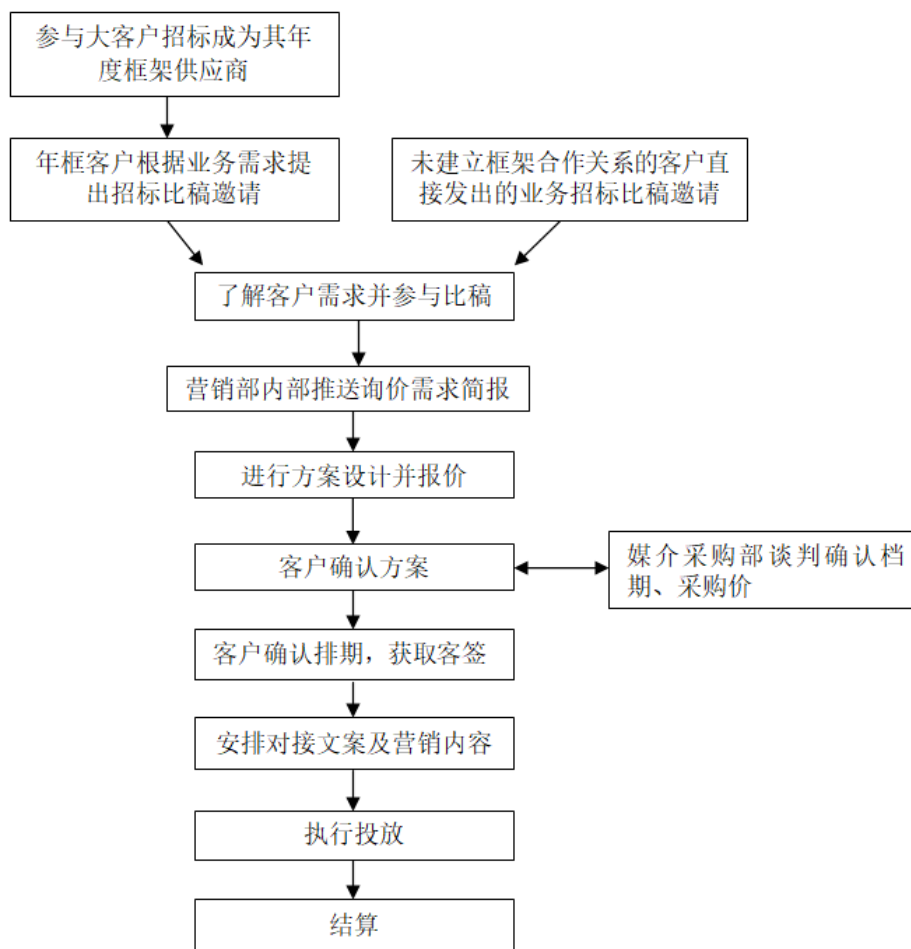 参与大客户招标成为其年
度框架供应商
年框客户根据业务需求提
出招标比稿邀请
未建立框架合作关系的客户直
接发出的业务招标比稿邀请
了解客户需求并参与比稿
营销部内部推送询价需求简报
进行方案设计并报价
客户确认方案
媒介采购部谈判确认档
期、采购价
客户确认排期，获取客签
安排对接文案及营销内容
执行投放
结算